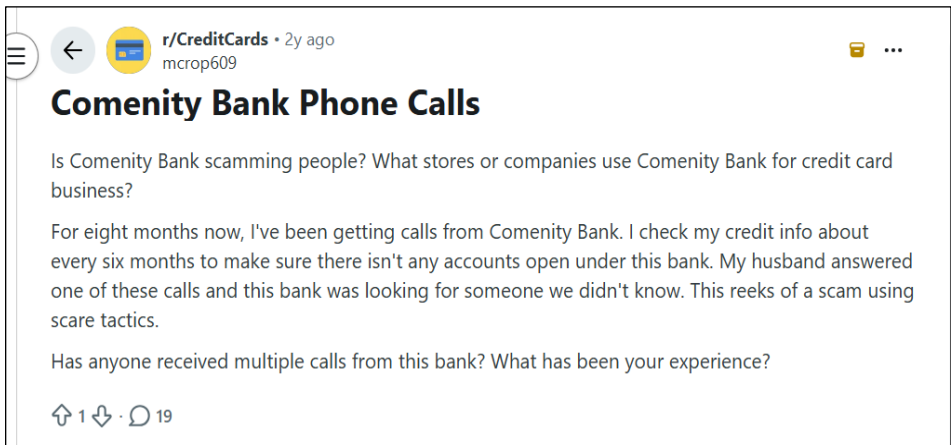 r/CreditCards • 2y ago
mcrop609
Comenity Bank Phone Calls
Is Comenity Bank scamming people? What stores or companies use Comenity Bank for credit card
business?
For eight months now, I've been getting calls from Comenity Bank. I check my credit info about
every six months to make sure there isn't any accounts open under this bank. My husband answered
one of these calls and this bank was looking for someone we didn't know. This reeks of a scam using
scare tactics.
Has anyone received multiple calls from this bank? What has been your experience?
1 · 19